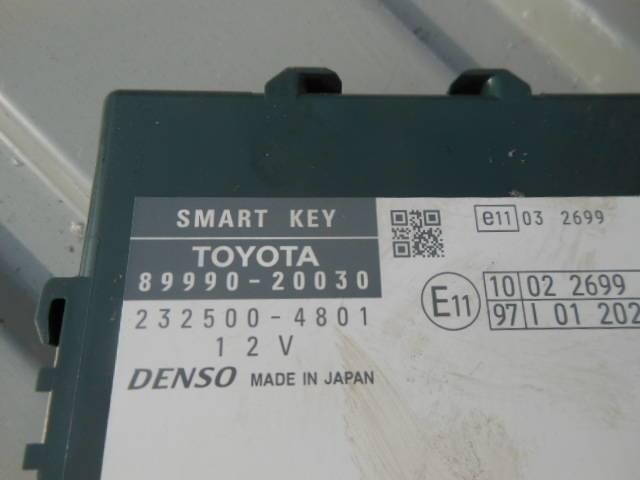 SMART KEY
TOYOTA
89990-20030
232500-4801
12V
DENSO MADE IN JAPAN
e11 03 2699
E11
10 02 2699
97 I 01 202